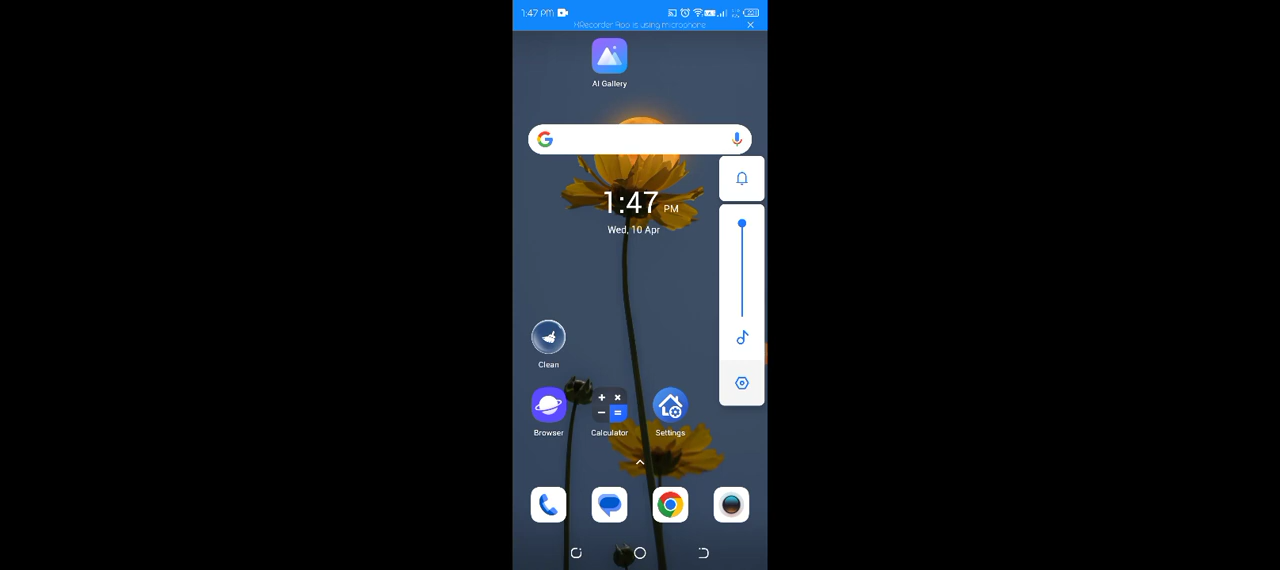 1:47 PM
XRecorder App is using microphone
AI Gallery
1:47 PM
Wed, 10 Apr
Clean
Browser
Calculator
Settings